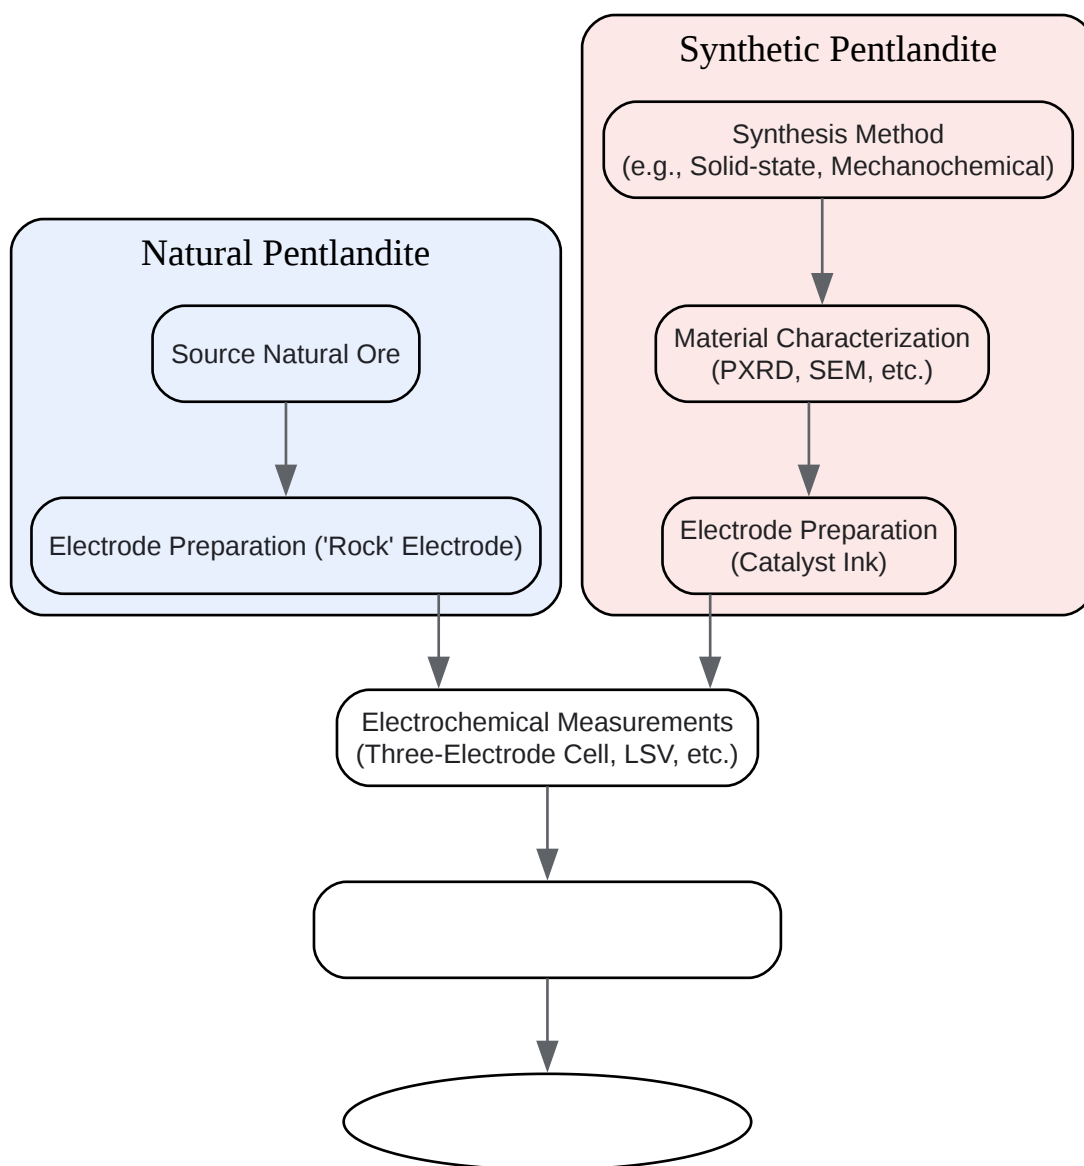 Synthetic Pentlandite
Synthesis Method
(e.g., Solid-state, Mechanochemical)
Natural Pentlandite
Source Natural Ore
Material Characterization
(PXRD, SEM, etc.)
Electrode Preparation ('Rock' Electrode)
Electrode Preparation
(Catalyst Ink)
Electrochemical Measurements
(Three-Electrode Cell, LSV, etc.)